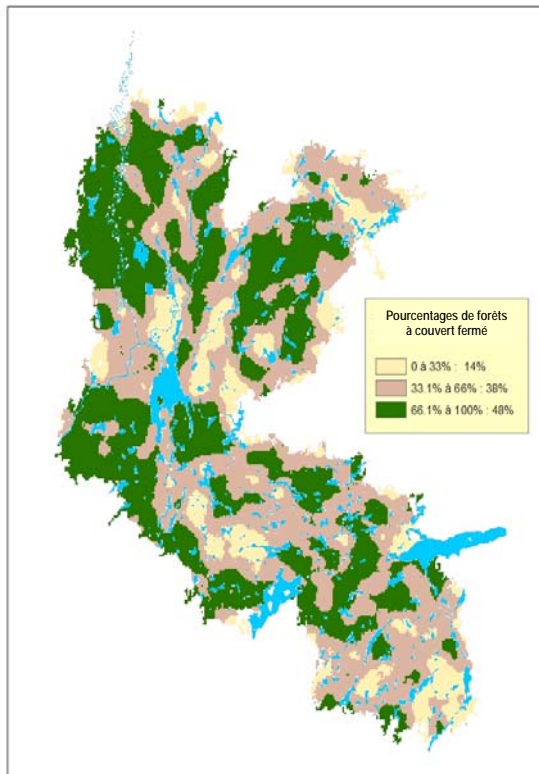 Pourcentages de forêts
à couvert fermé
0 à 33% : 14%
33.1% à 66% : 38%
66.1% à 100% : 48%